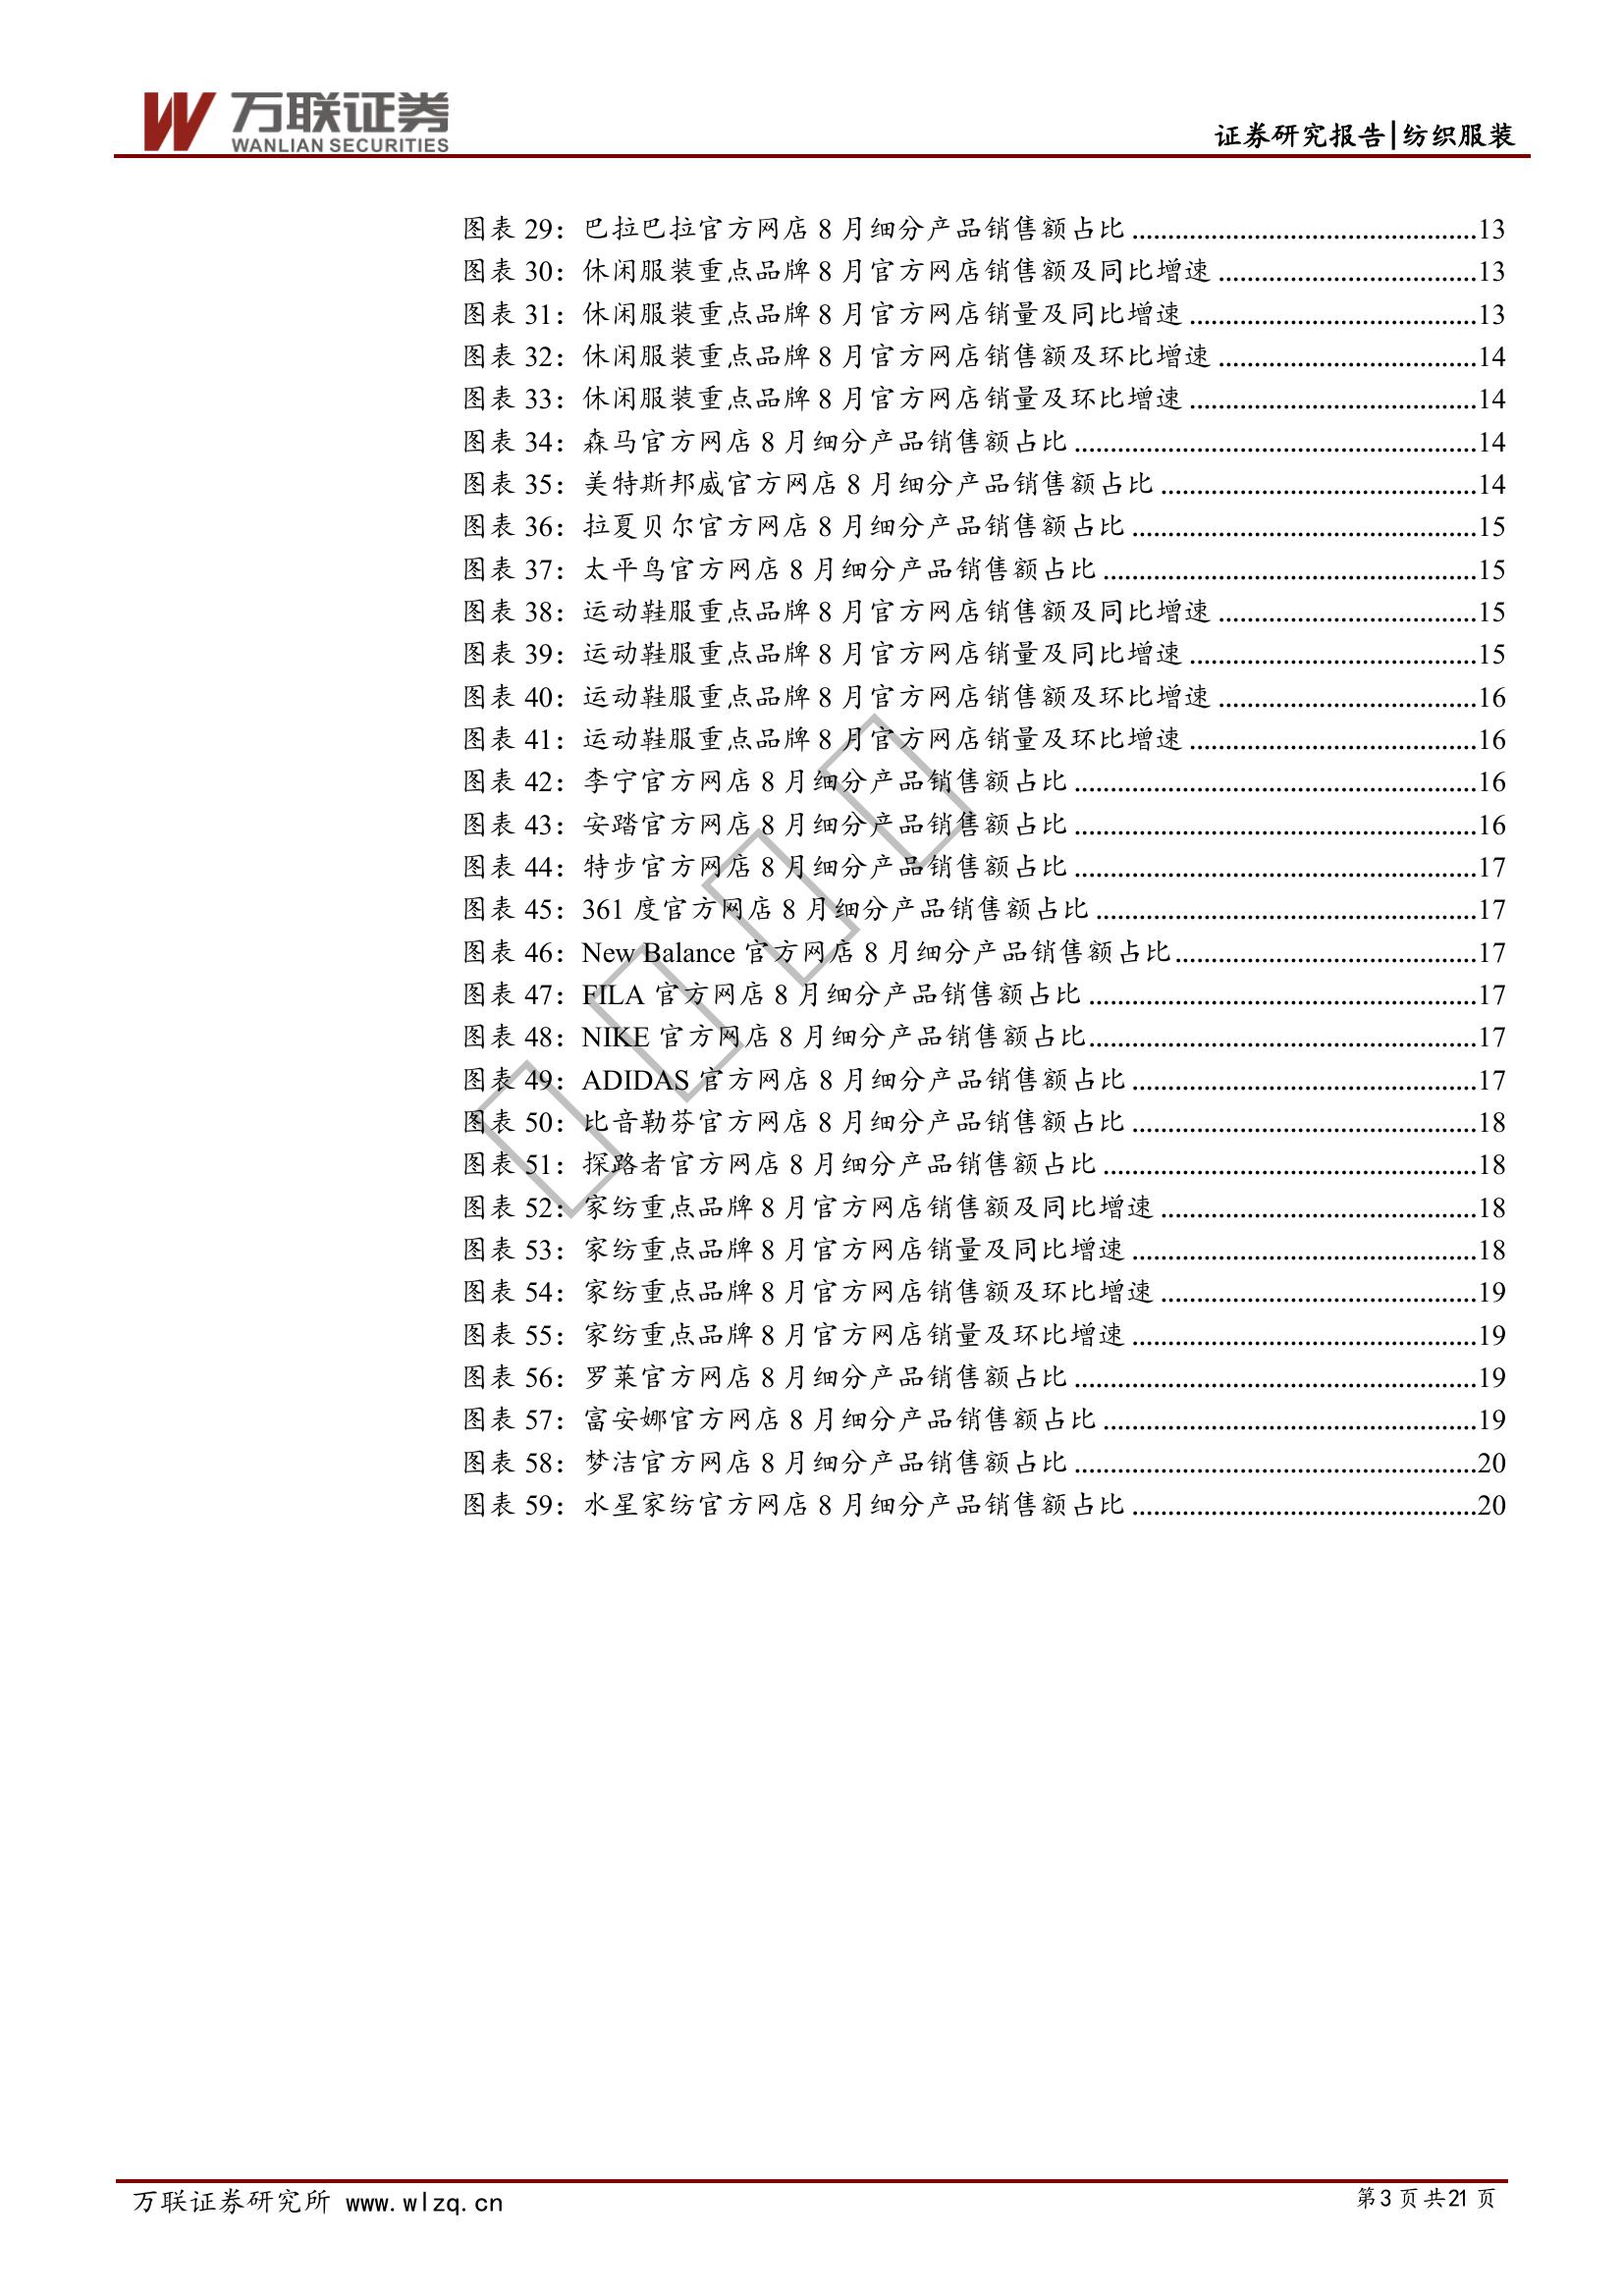 万联证券
WANLIAN SECURITIES
证券研究报告|纺织服装
图表 29：巴拉巴拉官方网店 8 月细分产品销售额占比 ................................................13
图表 30：休闲服装重点品牌 8 月官方网店销售额及同比增速 ....................................13
图表 31：休闲服装重点品牌 8 月官方网店销量及同比增速 ........................................13
图表 32：休闲服装重点品牌 8 月官方网店销售额及环比增速 ....................................14
图表 33：休闲服装重点品牌 8 月官方网店销量及环比增速 ........................................14
图表 34：森马官方网店 8 月细分产品销售额占比 ........................................................14
图表 35：美特斯邦威官方网店 8 月细分产品销售额占比 ............................................14
图表 36：拉夏贝尔官方网店 8 月细分产品销售额占比 ................................................15
图表 37：太平鸟官方网店 8 月细分产品销售额占比 ....................................................15
图表 38：运动鞋服重点品牌 8 月官方网店销售额及同比增速 ....................................15
图表 39：运动鞋服重点品牌 8 月官方网店销量及同比增速 ........................................15
图表 40：运动鞋服重点品牌 8 月官方网店销售额及环比增速 ....................................16
图表 41：运动鞋服重点品牌 8 月官方网店销量及环比增速 ........................................16
图表 42：李宁官方网店 8 月细分产品销售额占比 ........................................................16
图表 43：安踏官方网店 8 月细分产品销售额占比 ........................................................16
图表 44：特步官方网店 8 月细分产品销售额占比 ........................................................17
图表 45：361 度官方网店 8 月细分产品销售额占比 .....................................................17
图表 46：New Balance 官方网店 8 月细分产品销售额占比..........................................17
图表 47：FILA 官方网店 8 月细分产品销售额占比 ......................................................17
图表 48：NIKE 官方网店 8 月细分产品销售额占比......................................................17
图表 49：ADIDAS 官方网店 8 月细分产品销售额占比 ................................................17
图表 50：比音勒芬官方网店 8 月细分产品销售额占比 ................................................18
图表 51：探路者官方网店 8 月细分产品销售额占比 ....................................................18
图表 52：家纺重点品牌 8 月官方网店销售额及同比增速 ............................................18
图表 53：家纺重点品牌 8 月官方网店销量及同比增速 ................................................18
图表 54：家纺重点品牌 8 月官方网店销售额及环比增速 ............................................19
图表 55：家纺重点品牌 8 月官方网店销量及环比增速 ................................................19
图表 56：罗莱官方网店 8 月细分产品销售额占比 ........................................................19
图表 57：富安娜官方网店 8 月细分产品销售额占比 ....................................................19
图表 58：梦洁官方网店 8 月细分产品销售额占比 ........................................................20
图表 59：水星家纺官方网店 8 月细分产品销售额占比 ................................................20
万联证券研究所 www.wlzq.cn
第 3 页 共 21 页